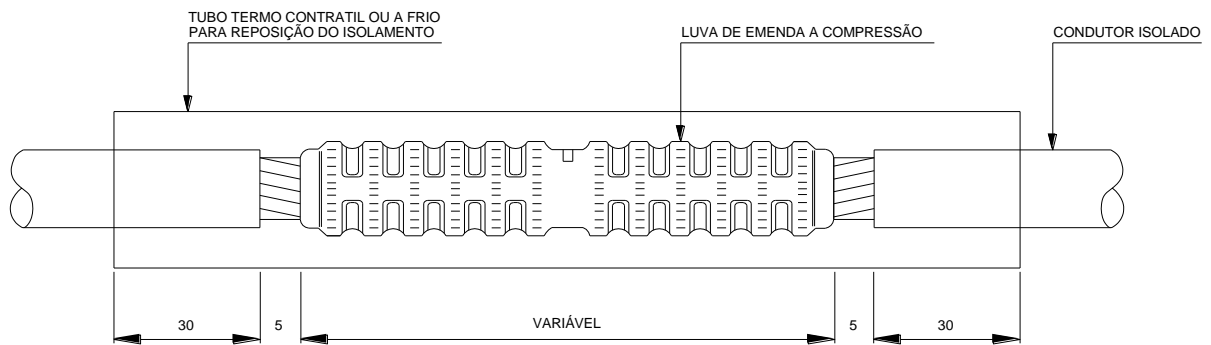 TUBO TERMO CONTRATIL OU A FRIO
PARA REPOSIÇÃO DO ISOLAMENTO
LUVA DE EMENDA A COMPRESSÃO
CONDUTOR ISOLADO
30
5
VARIÁVEL
5
30